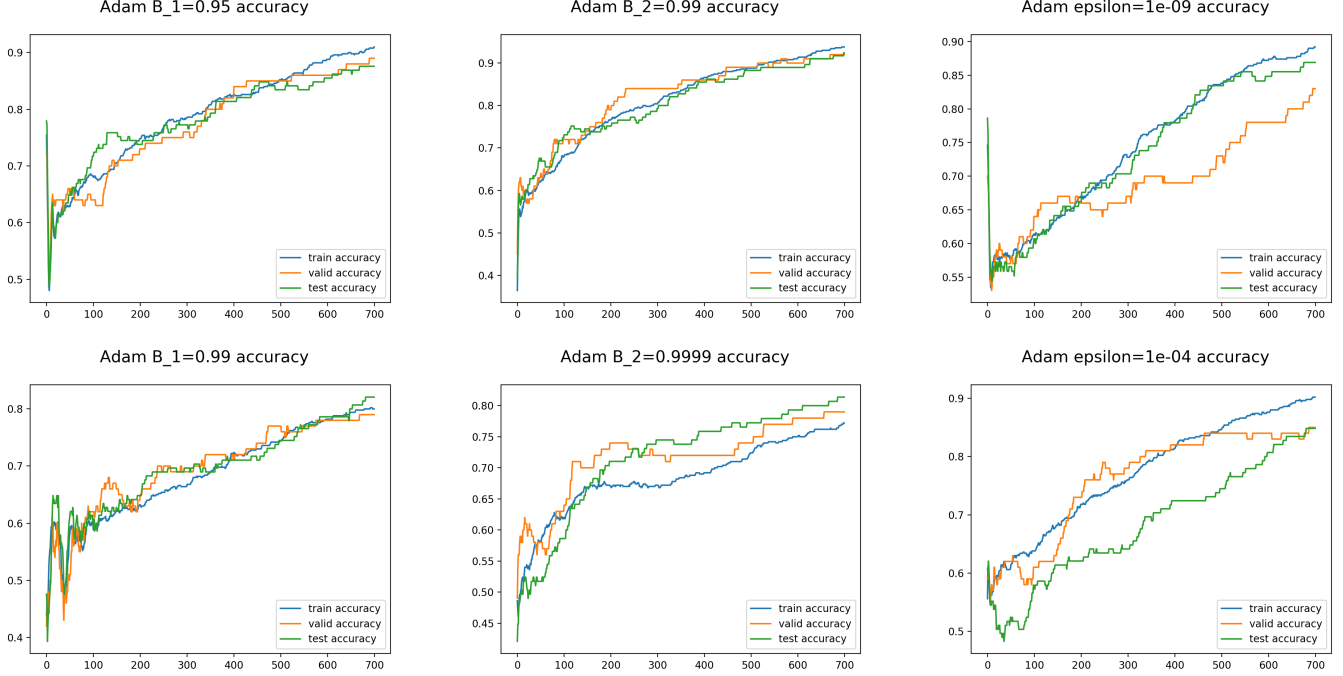 Adam B_1=0.95 accuracy
0.9
0.8
0.7
0.6
0.5
0 100 200 300 400 500 600 700
train accuracy
valid accuracy
test accuracy
Adam B_2=0.99 accuracy
0.9
0.8
0.7
0.6
0.5
0.4
0 100 200 300 400 500 600 700
train accuracy
valid accuracy
test accuracy
Adam epsilon=1e-09 accuracy
0.90
0.85
0.80
0.75
0.70
0.65
0.60
0.55
0 100 200 300 400 500 600 700
train accuracy
valid accuracy
test accuracy
Adam B_1=0.99 accuracy
0.8
0.7
0.6
0.5
0.4
0 100 200 300 400 500 600 700
train accuracy
valid accuracy
test accuracy
Adam B_2=0.9999 accuracy
0.80
0.75
0.70
0.65
0.60
0.55
0.50
0.45
0 100 200 300 400 500 600 700
train accuracy
valid accuracy
test accuracy
Adam epsilon=1e-04 accuracy
0.9
0.8
0.7
0.6
0.5
0 100 200 300 400 500 600 700
train accuracy
valid accuracy
test accuracy